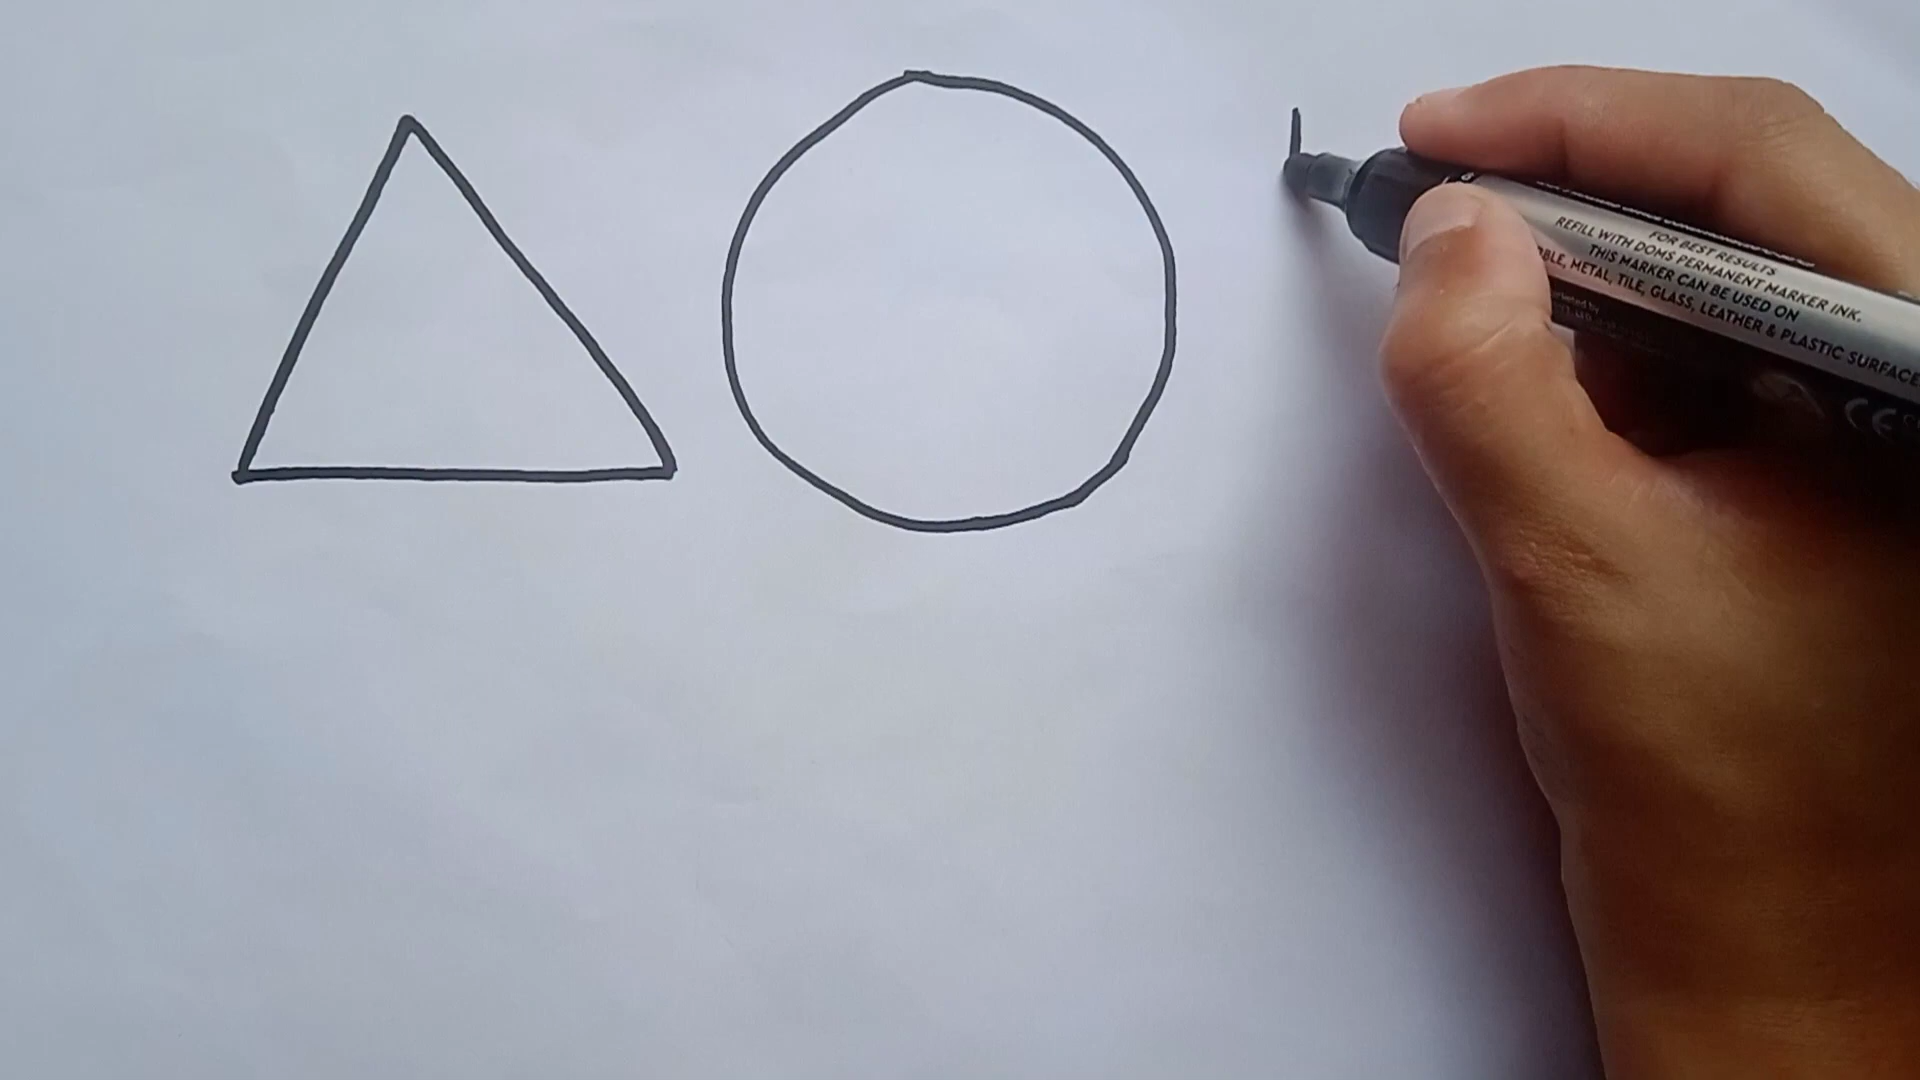 FOR BEST RESULTS
REFILL WITH DOMS PERMANENT MARKER INK.
THIS MARKER CAN BE USED ON
METAL, TILE, GLASS, LEATHER & PLASTIC SURFACE
CE